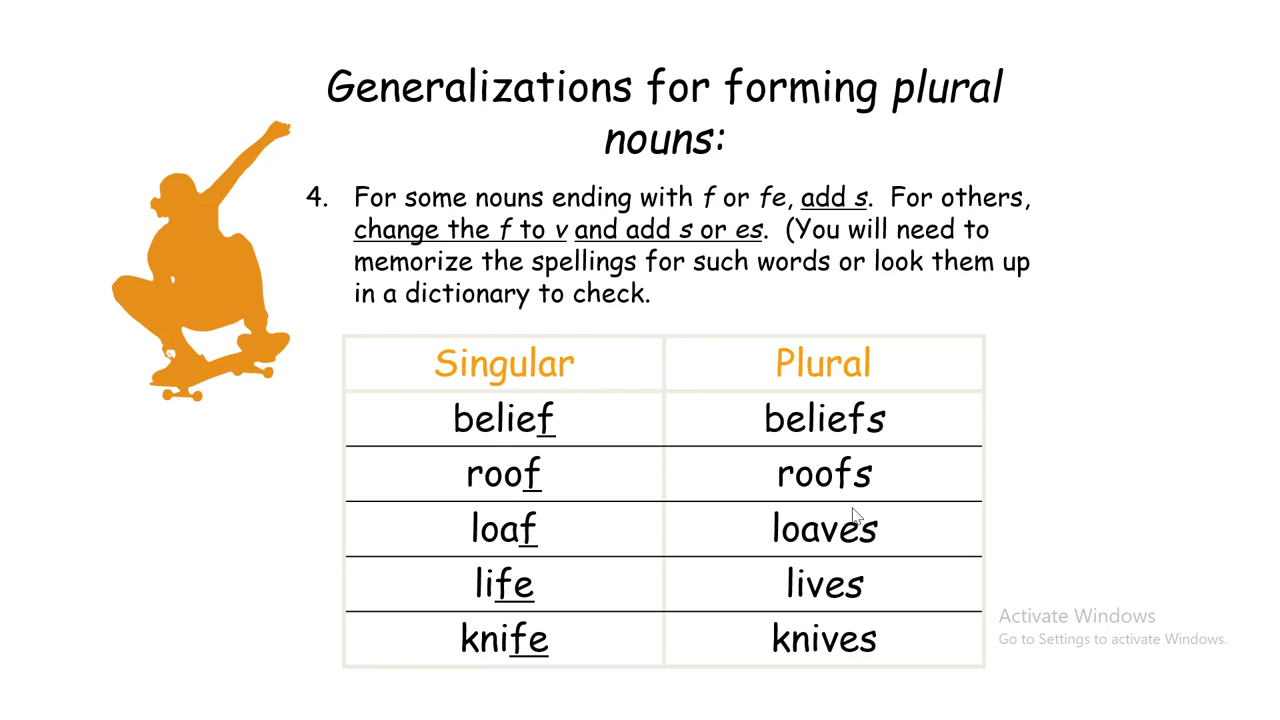 Generalizations for forming plural
nouns:
4. For some nouns ending with f or fe, add s. For others,
change the f to v and add s or es. (You will need to
memorize the spellings for such words or look them up
in a dictionary to check.
Singular Plural
belief beliefs
roof roofs
loaf loaves
life lives
knife knives
Activate Windows
Go to Settings to activate Windows.